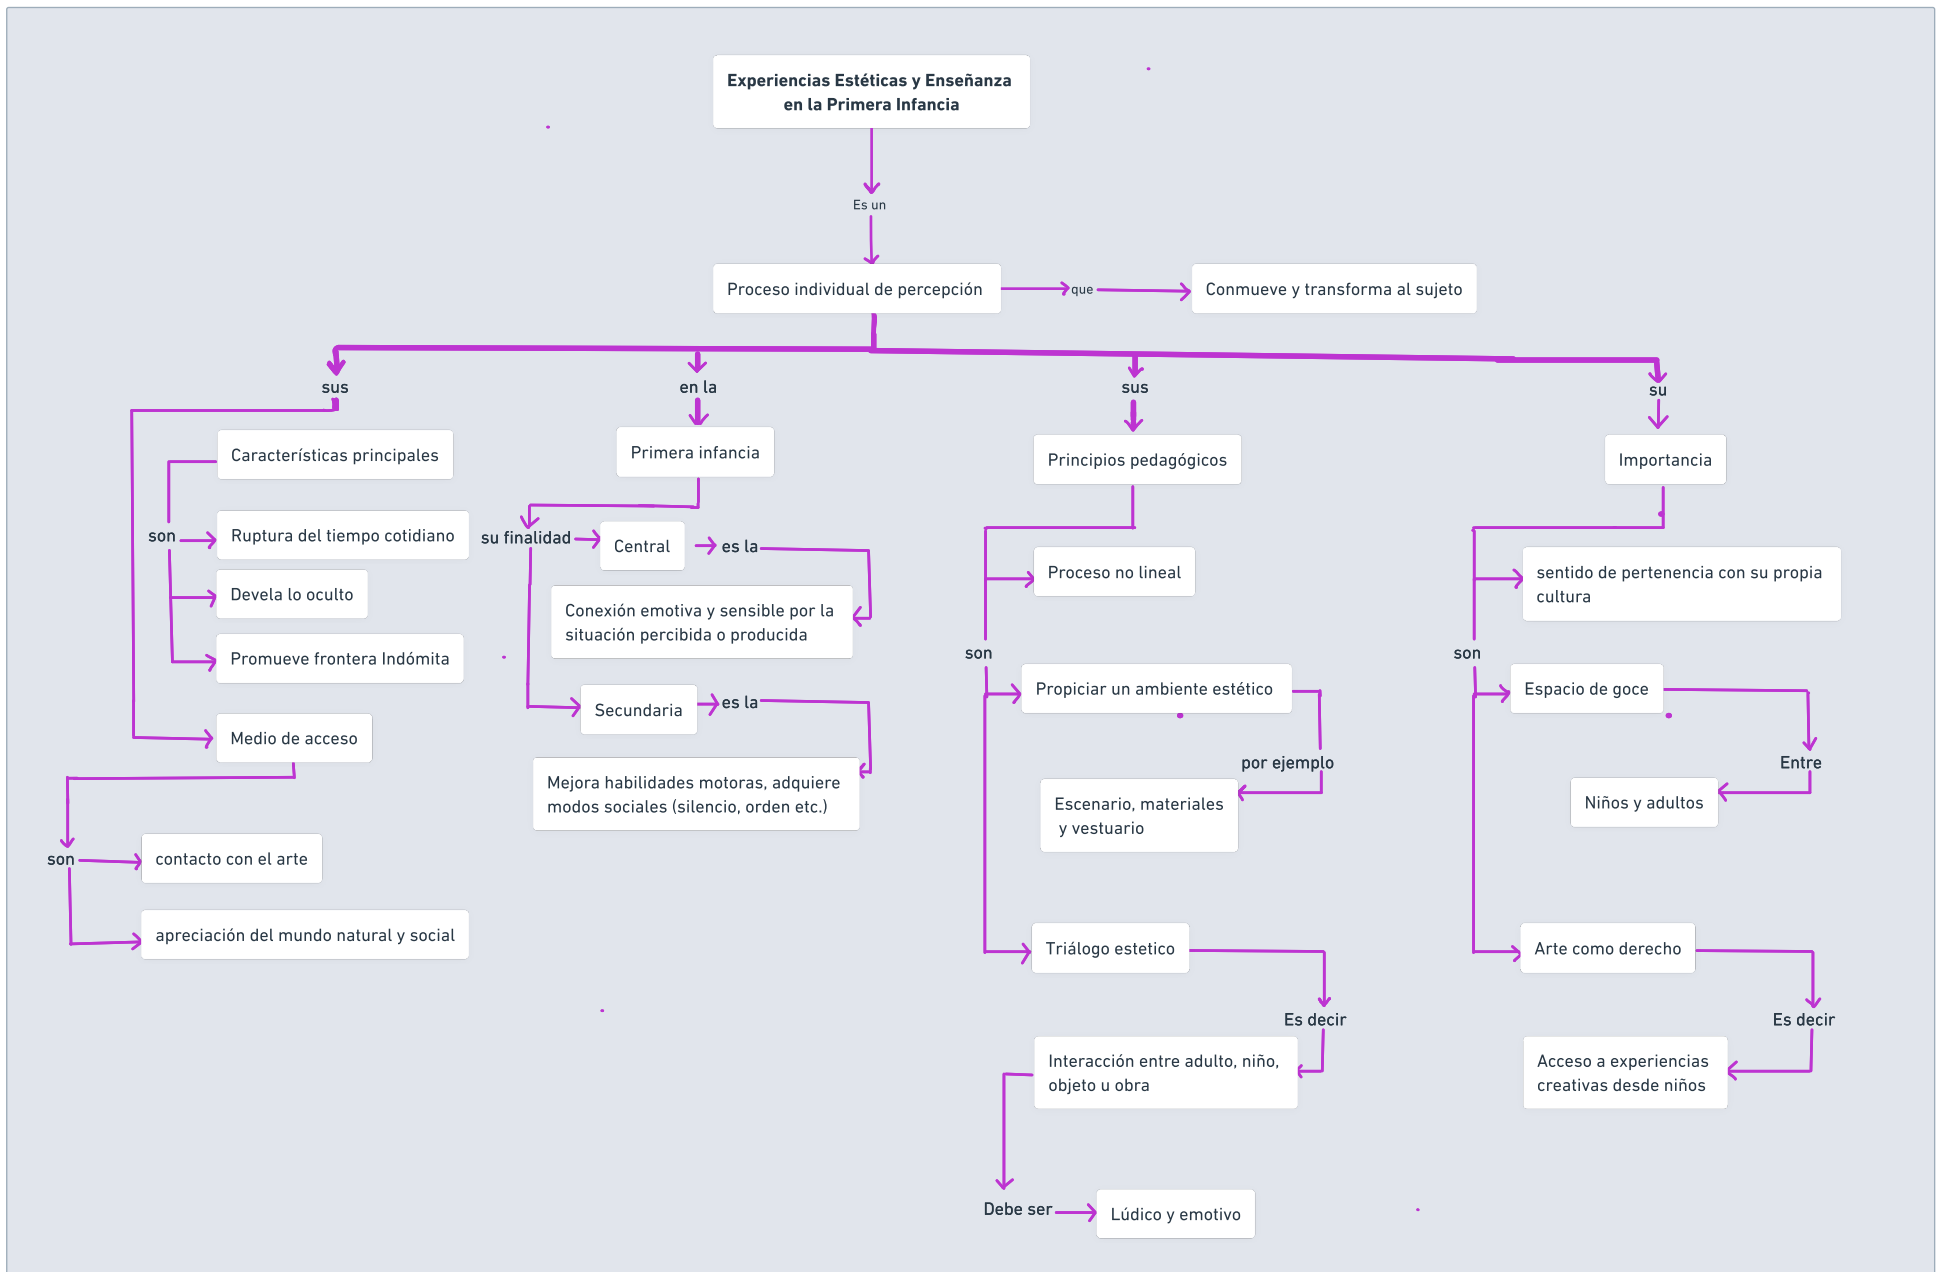 Experiencias Estéticas y Enseñanza
en la Primera Infancia
Es un
Proceso individual de percepción
que
Conmueve y transforma al sujeto
sus
Características principales
son
Ruptura del tiempo cotidiano
Devela lo oculto
Promueve frontera Indómita
Medio de acceso
son
contacto con el arte
apreciación del mundo natural y social
en la
Primera infancia
su finalidad
Central
es la
Conexión emotiva y sensible por la
situación percibida o producida
Secundaria
es la
Mejora habilidades motoras, adquiere
modos sociales (silencio, orden etc.)
sus
Principios pedagógicos
Proceso no lineal
son
Propiciar un ambiente estético
por ejemplo
Escenario, materiales
y vestuario
Triálogo estetico
Es decir
Interacción entre adulto, niño,
objeto u obra
Debe ser
Lúdico y emotivo
su
Importancia
sentido de pertenencia con su propia
cultura
son
Espacio de goce
Entre
Niños y adultos
Arte como derecho
Es decir
Acceso a experiencias
creativas desde niños